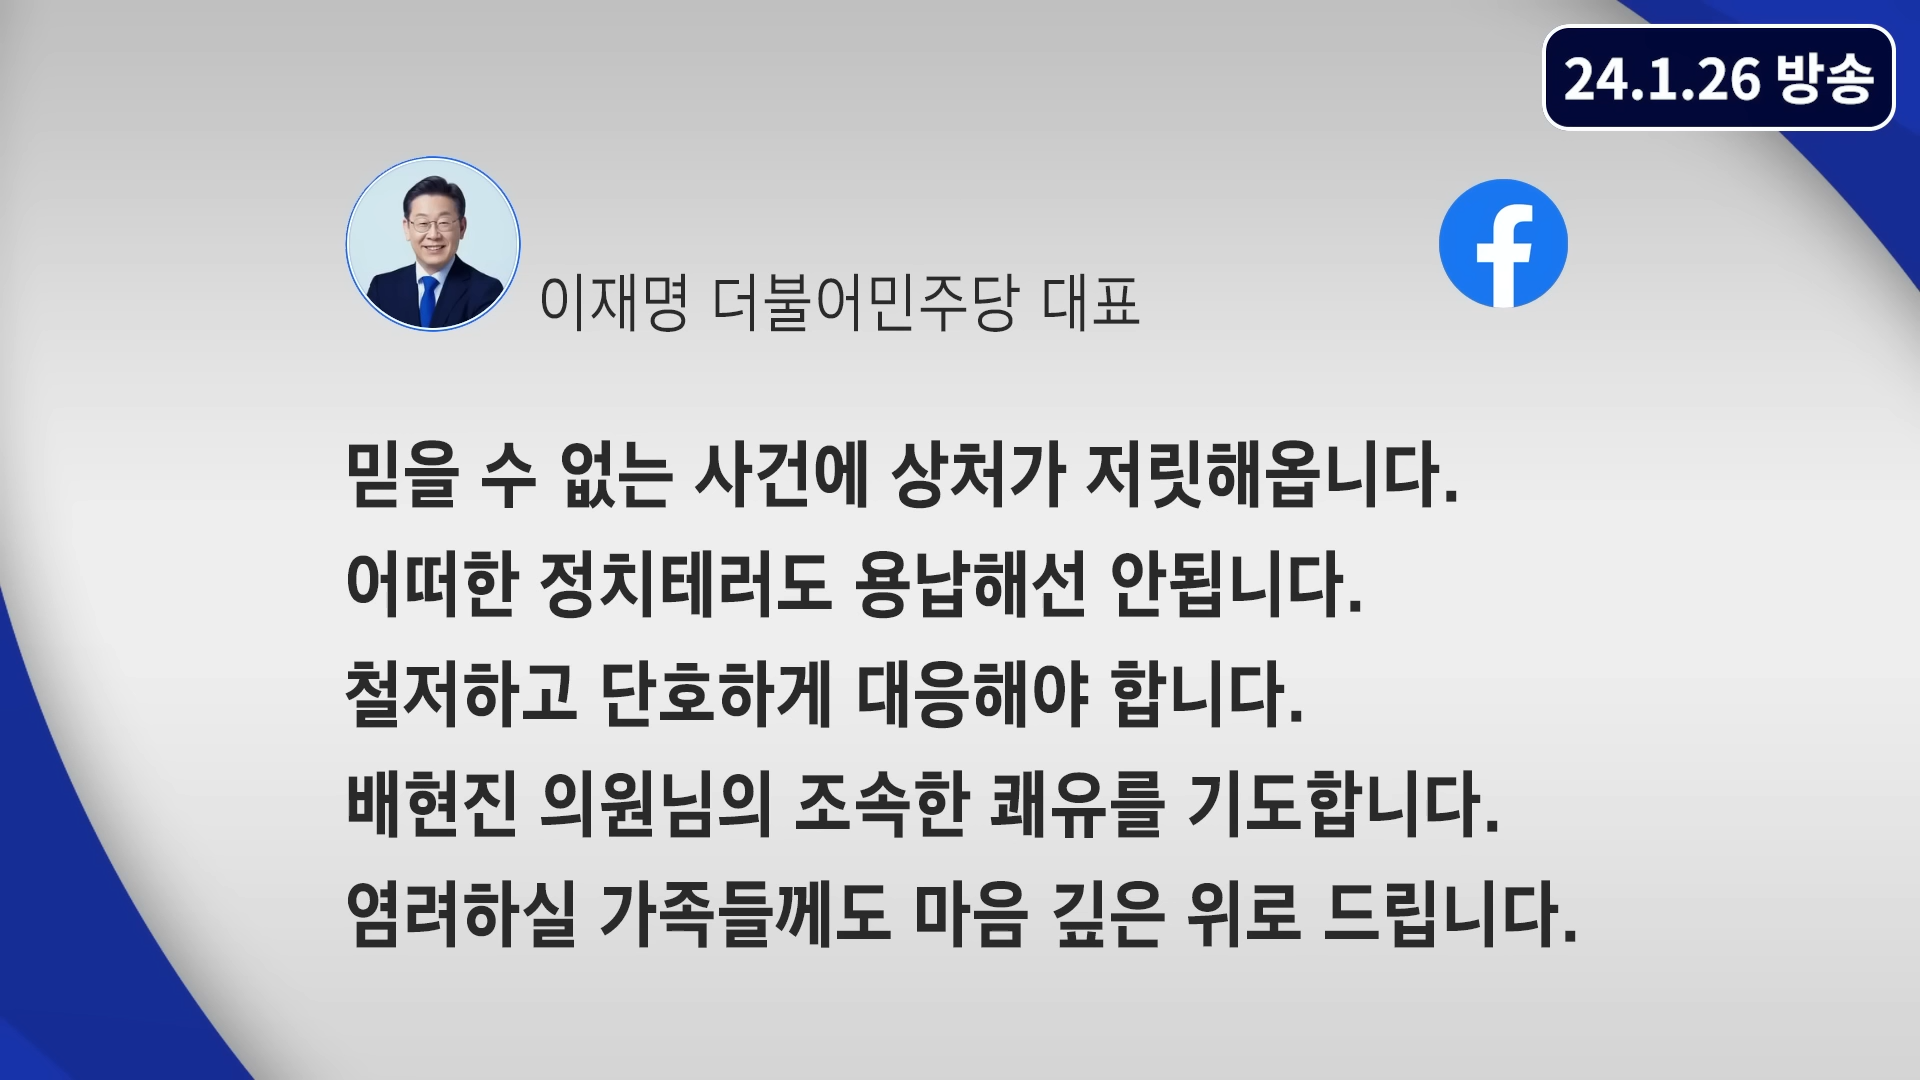 24.1.26 방송
이재명 더불어민주당 대표
믿을 수 없는 사건에 상처가 저릿해옵니다.
어떠한 정치테러도 용납해선 안됩니다.
철저하고 단호하게 대응해야 합니다.
배현진 의원님의 조속한 쾌유를 기도합니다.
염려하실 가족들께도 마음 깊은 위로 드립니다.